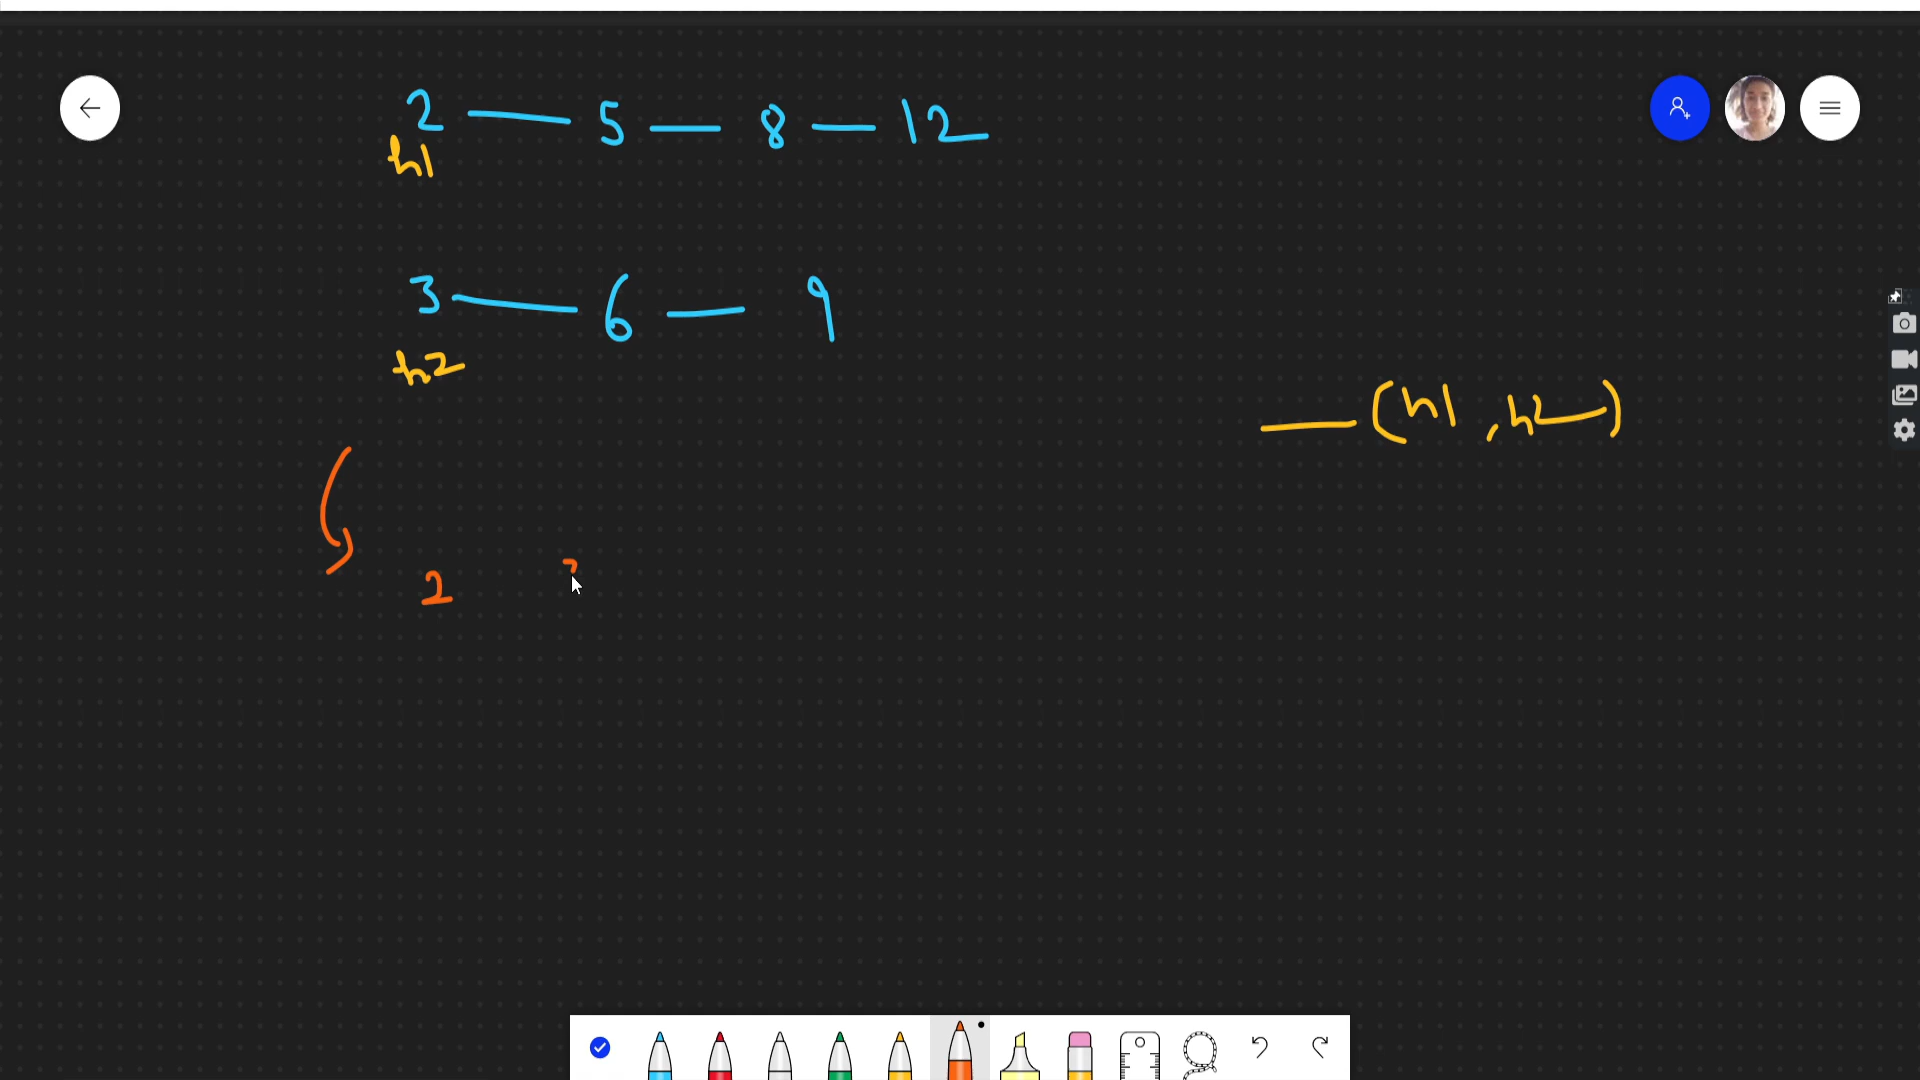 2 — 5 — 8 — 12
h1
3 — 6 — 9
h2
— (h1, h2)
2